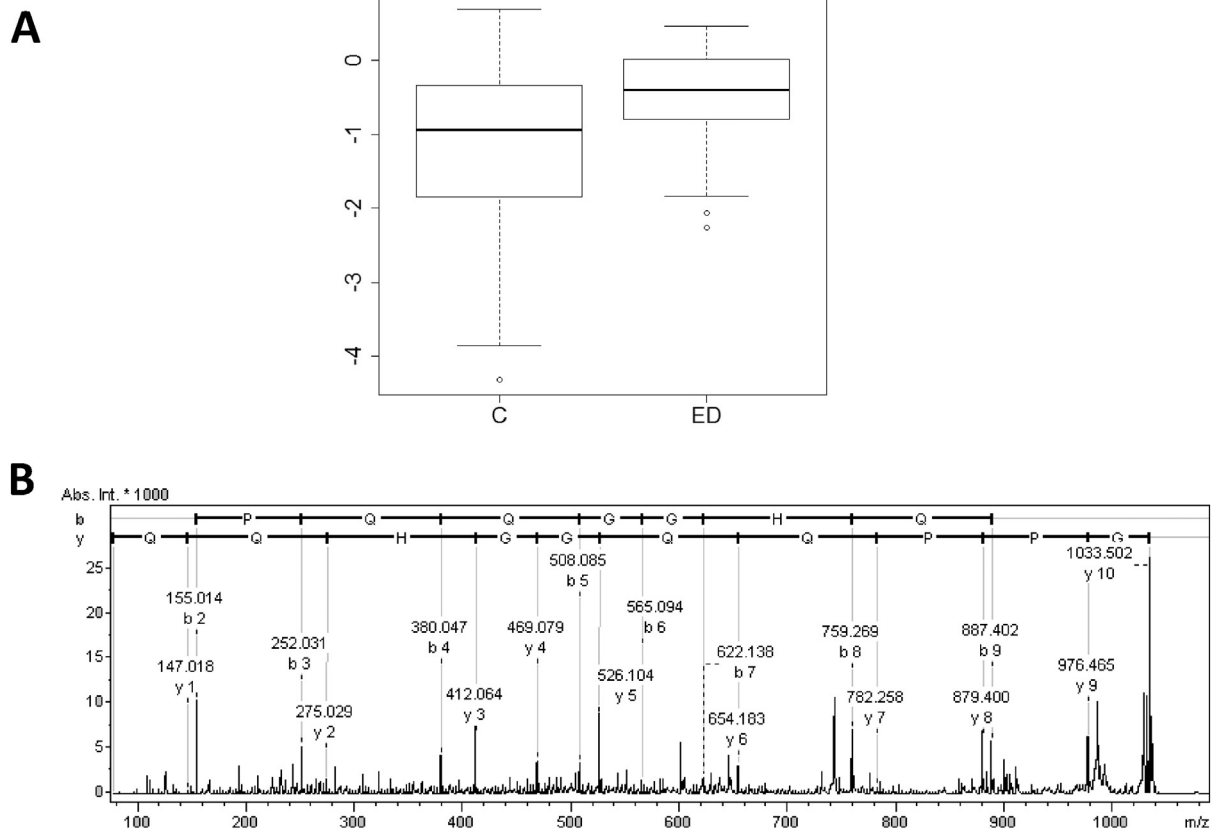 A
0
-1
-2
-3
-4
C ED
B
Abs. Int. * 1000
b P Q Q G G H Q
y Q Q H G G Q Q P P G
1033.502
y 10
508.085
b 5
155.014
b 2
565.094
b 6
380.047
b 4
469.079
y 4
759.269
b 8
887.402
b 9
252.031
b 3
622.138
b 7
147.018
y 1
526.104
y 5
976.465
y 9
412.064
y 3
782.258
y 7
879.400
y 8
275.029
y 2
654.183
y 6
25
20
15
10
5
0
100 200 300 400 500 600 700 800 900 1000 m/z